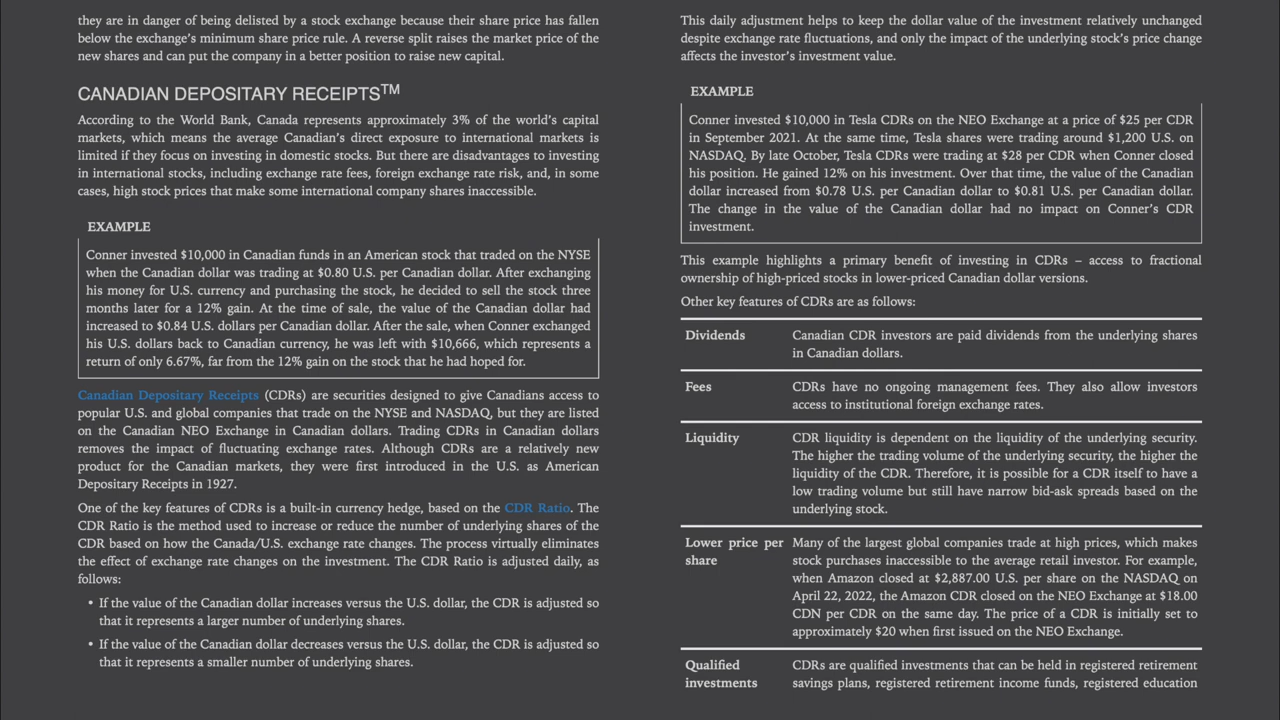 they are in danger of being delisted by a stock exchange because their share price has fallen
below the exchange's minimum share price rule. A reverse split raises the market price of the
new shares and can put the company in a better position to raise new capital.
CANADIAN DEPOSITARY RECEIPTS™
According to the World Bank, Canada represents approximately 3% of the world's capital
markets, which means the average Canadian's direct exposure to international markets is
limited if they focus on investing in domestic stocks. But there are disadvantages to investing
in international stocks, including exchange rate fees, foreign exchange rate risk, and, in some
cases, high stock prices that make some international company shares inaccessible.
EXAMPLE
Conner invested $10,000 in Canadian funds in an American stock that traded on the NYSE
when the Canadian dollar was trading at $0.80 U.S. per Canadian dollar. After exchanging
his money for U.S. currency and purchasing the stock, he decided to sell the stock three
months later for a 12% gain. At the time of sale, the value of the Canadian dollar had
increased to $0.84 U.S. dollars per Canadian dollar. After the sale, when Conner exchanged
his U.S. dollars back to Canadian currency, he was left with $10,666, which represents a
return of only 6.67%, far from the 12% gain on the stock that he had hoped for.
Canadian Depositary Receipts (CDRs) are securities designed to give Canadians access to
popular U.S. and global companies that trade on the NYSE and NASDAQ, but they are listed
on the Canadian NEO Exchange in Canadian dollars. Trading CDRs in Canadian dollars
removes the impact of fluctuating exchange rates. Although CDRs are a relatively new
product for the Canadian markets, they were first introduced in the U.S. as American
Depositary Receipts in 1927.
One of the key features of CDRs is a built-in currency hedge, based on the CDR Ratio. The
CDR Ratio is the method used to increase or reduce the number of underlying shares of the
CDR based on how the Canada/U.S. exchange rate changes. The process virtually eliminates
the effect of exchange rate changes on the investment. The CDR Ratio is adjusted daily, as
follows:
• If the value of the Canadian dollar increases versus the U.S. dollar, the CDR is adjusted so
that it represents a larger number of underlying shares.
• If the value of the Canadian dollar decreases versus the U.S. dollar, the CDR is adjusted so
that it represents a smaller number of underlying shares.
This daily adjustment helps to keep the dollar value of the investment relatively unchanged
despite exchange rate fluctuations, and only the impact of the underlying stock's price change
affects the investor's investment value.
EXAMPLE
Conner invested $10,000 in Tesla CDRs on the NEO Exchange at a price of $25 per CDR
in September 2021. At the same time, Tesla shares were trading around $1,200 U.S. on
NASDAQ. By late October, Tesla CDRs were trading at $28 per CDR when Conner closed
his position. He gained 12% on his investment. Over that time, the value of the Canadian
dollar increased from $0.78 U.S. per Canadian dollar to $0.81 U.S. per Canadian dollar.
The change in the value of the Canadian dollar had no impact on Conner's CDR
investment.
This example highlights a primary benefit of investing in CDRs – access to fractional
ownership of high-priced stocks in lower-priced Canadian dollar versions.
Other key features of CDRs are as follows:
Dividends Canadian CDR investors are paid dividends from the underlying shares
in Canadian dollars.
Fees CDRs have no ongoing management fees. They also allow investors
access to institutional foreign exchange rates.
Liquidity CDR liquidity is dependent on the liquidity of the underlying security.
The higher the trading volume of the underlying security, the higher the
liquidity of the CDR. Therefore, it is possible for a CDR itself to have a
low trading volume but still have narrow bid-ask spreads based on the
underlying stock.
Lower price per Many of the largest global companies trade at high prices, which makes
share stock purchases inaccessible to the average retail investor. For example,
when Amazon closed at $2,887.00 U.S. per share on the NASDAQ on
April 22, 2022, the Amazon CDR closed on the NEO Exchange at $18.00
CDN per CDR on the same day. The price of a CDR is initially set to
approximately $20 when first issued on the NEO Exchange.
Qualified CDRs are qualified investments that can be held in registered retirement
investments savings plans, registered retirement income funds, registered education